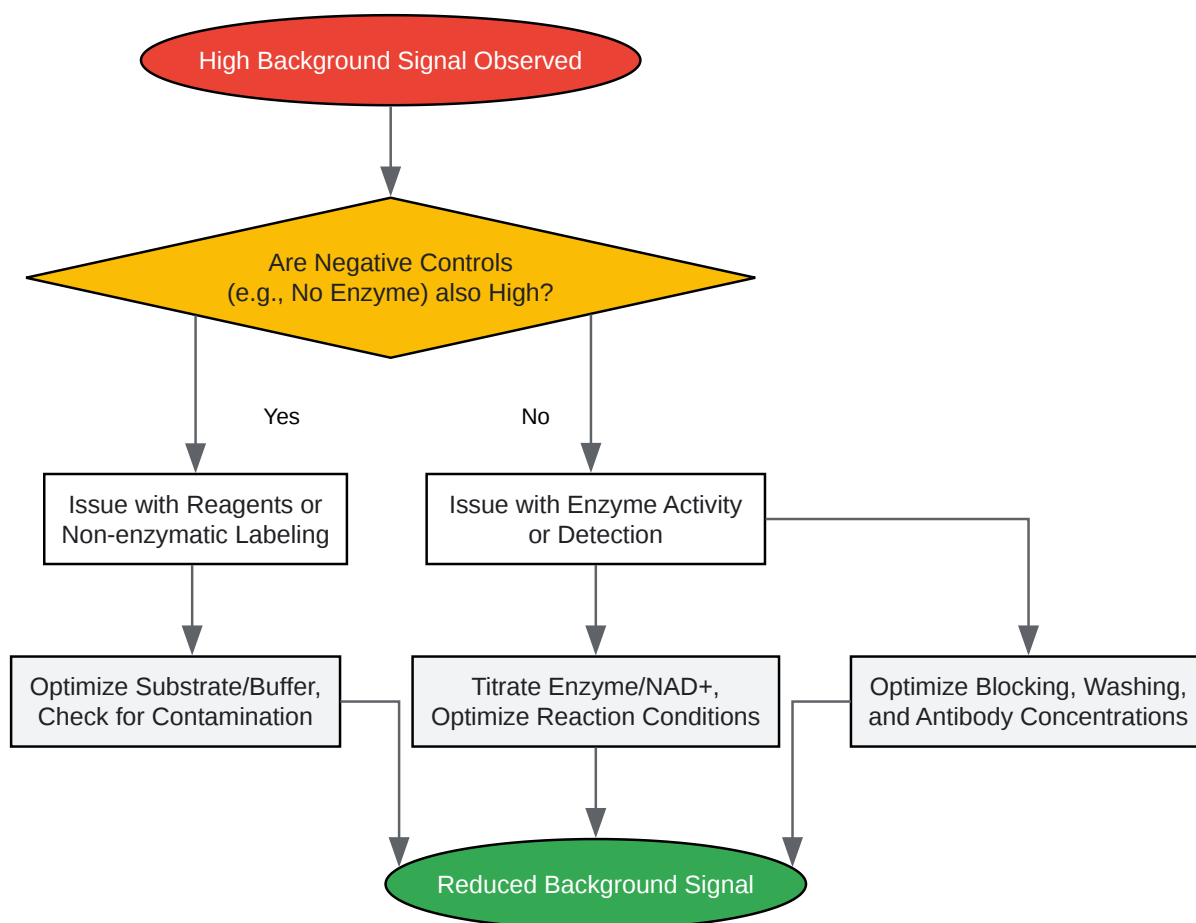 High Background Signal Observed
Are Negative Controls
(e.g., No Enzyme) also High?
Yes
No
Issue with Reagents or
Non-enzymatic Labeling
Issue with Enzyme Activity
or Detection
Optimize Substrate/Buffer,
Check for Contamination
Titrate Enzyme/NAD+,
Optimize Reaction Conditions
Optimize Blocking, Washing,
and Antibody Concentrations
Reduced Background Signal